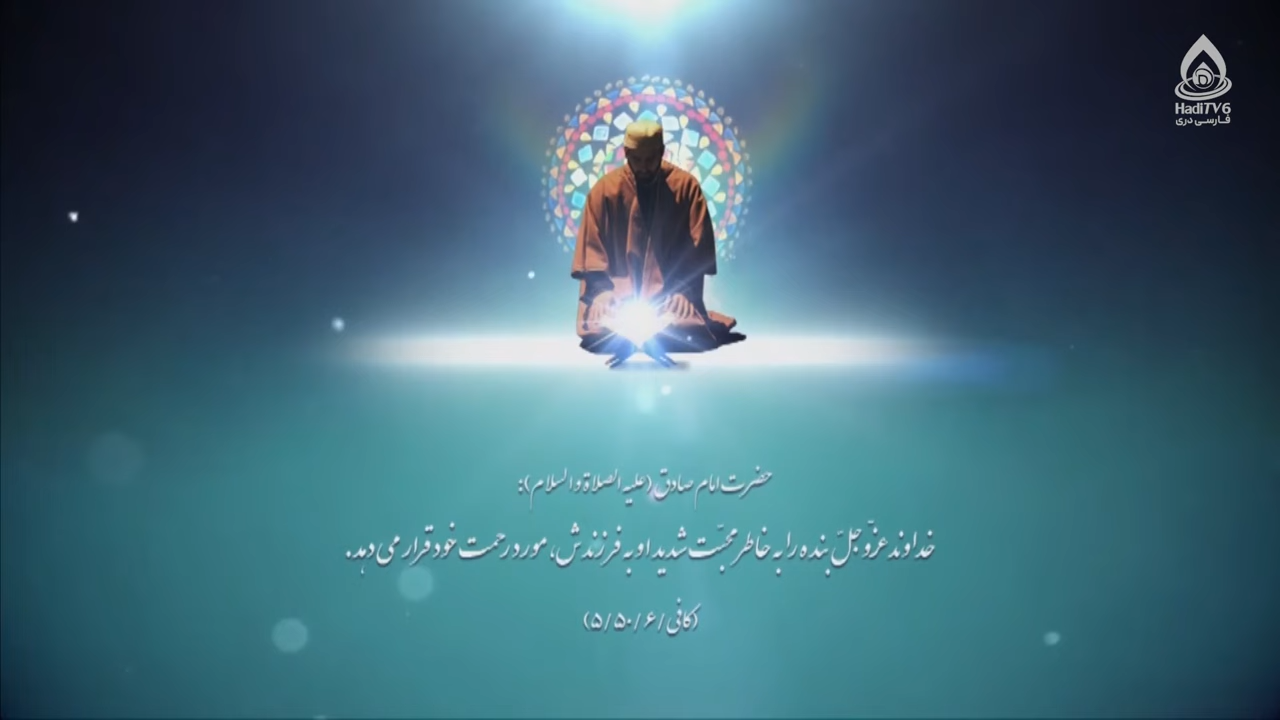 HadiTV6
فارسی دری
حضرت امام صادق (علیه الصلاة والسلام):
خداوند عزّوجلّ بنده را به خاطر محبّت شدید او به فرزندش، مورد رحمت خود قرار می دهد.
(کافی/ ۶/ ۵۰/ ۵)